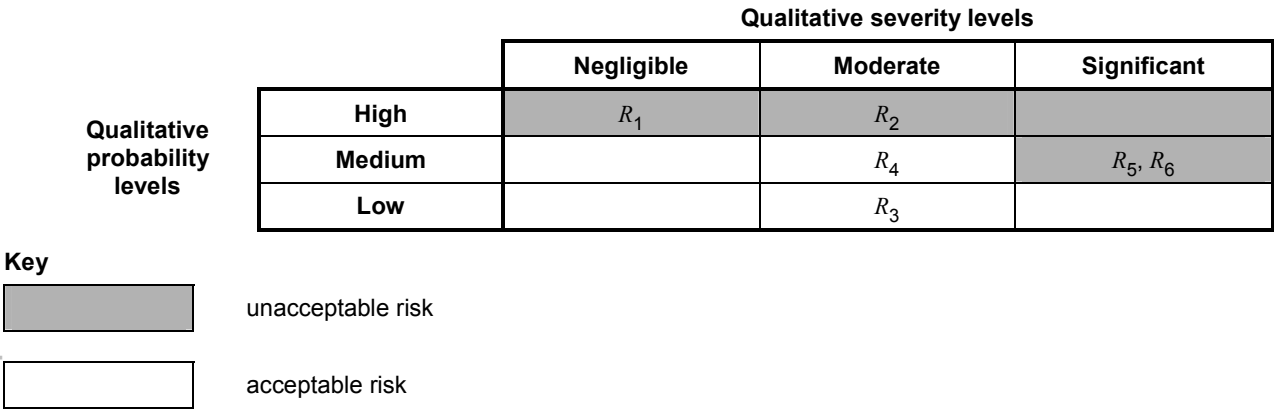 Qualitative severity levels
Negligible Moderate Significant
Qualitative probability levels
High R1 R2
Medium R4 R5, R6
Low R3
Key
unacceptable risk
acceptable risk